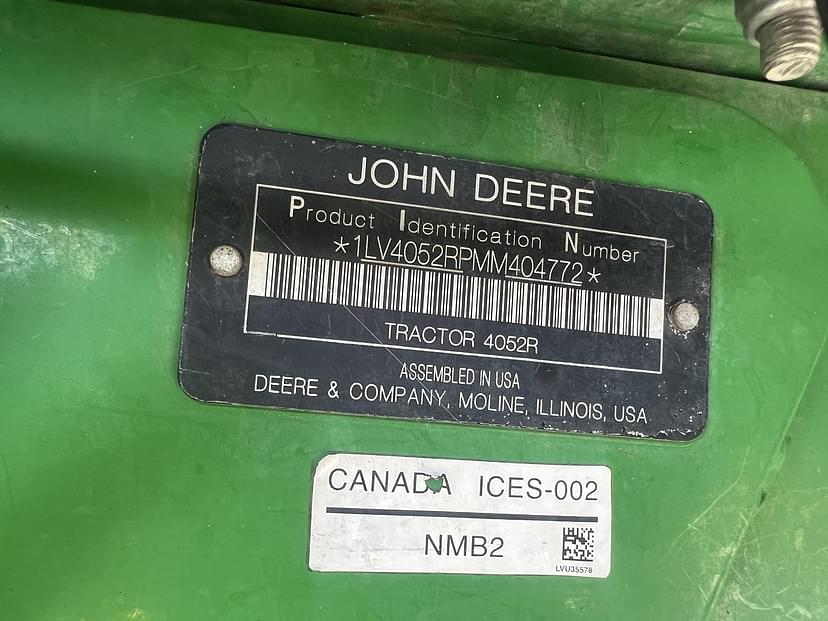 JOHN DEERE
Product Identification Number
*1LV4052RPMM404772*
TRACTOR 4052R
ASSEMBLED IN USA
DEERE & COMPANY, MOLINE, ILLINOIS, USA
CANADA ICES-002
NMB2
LVU35578